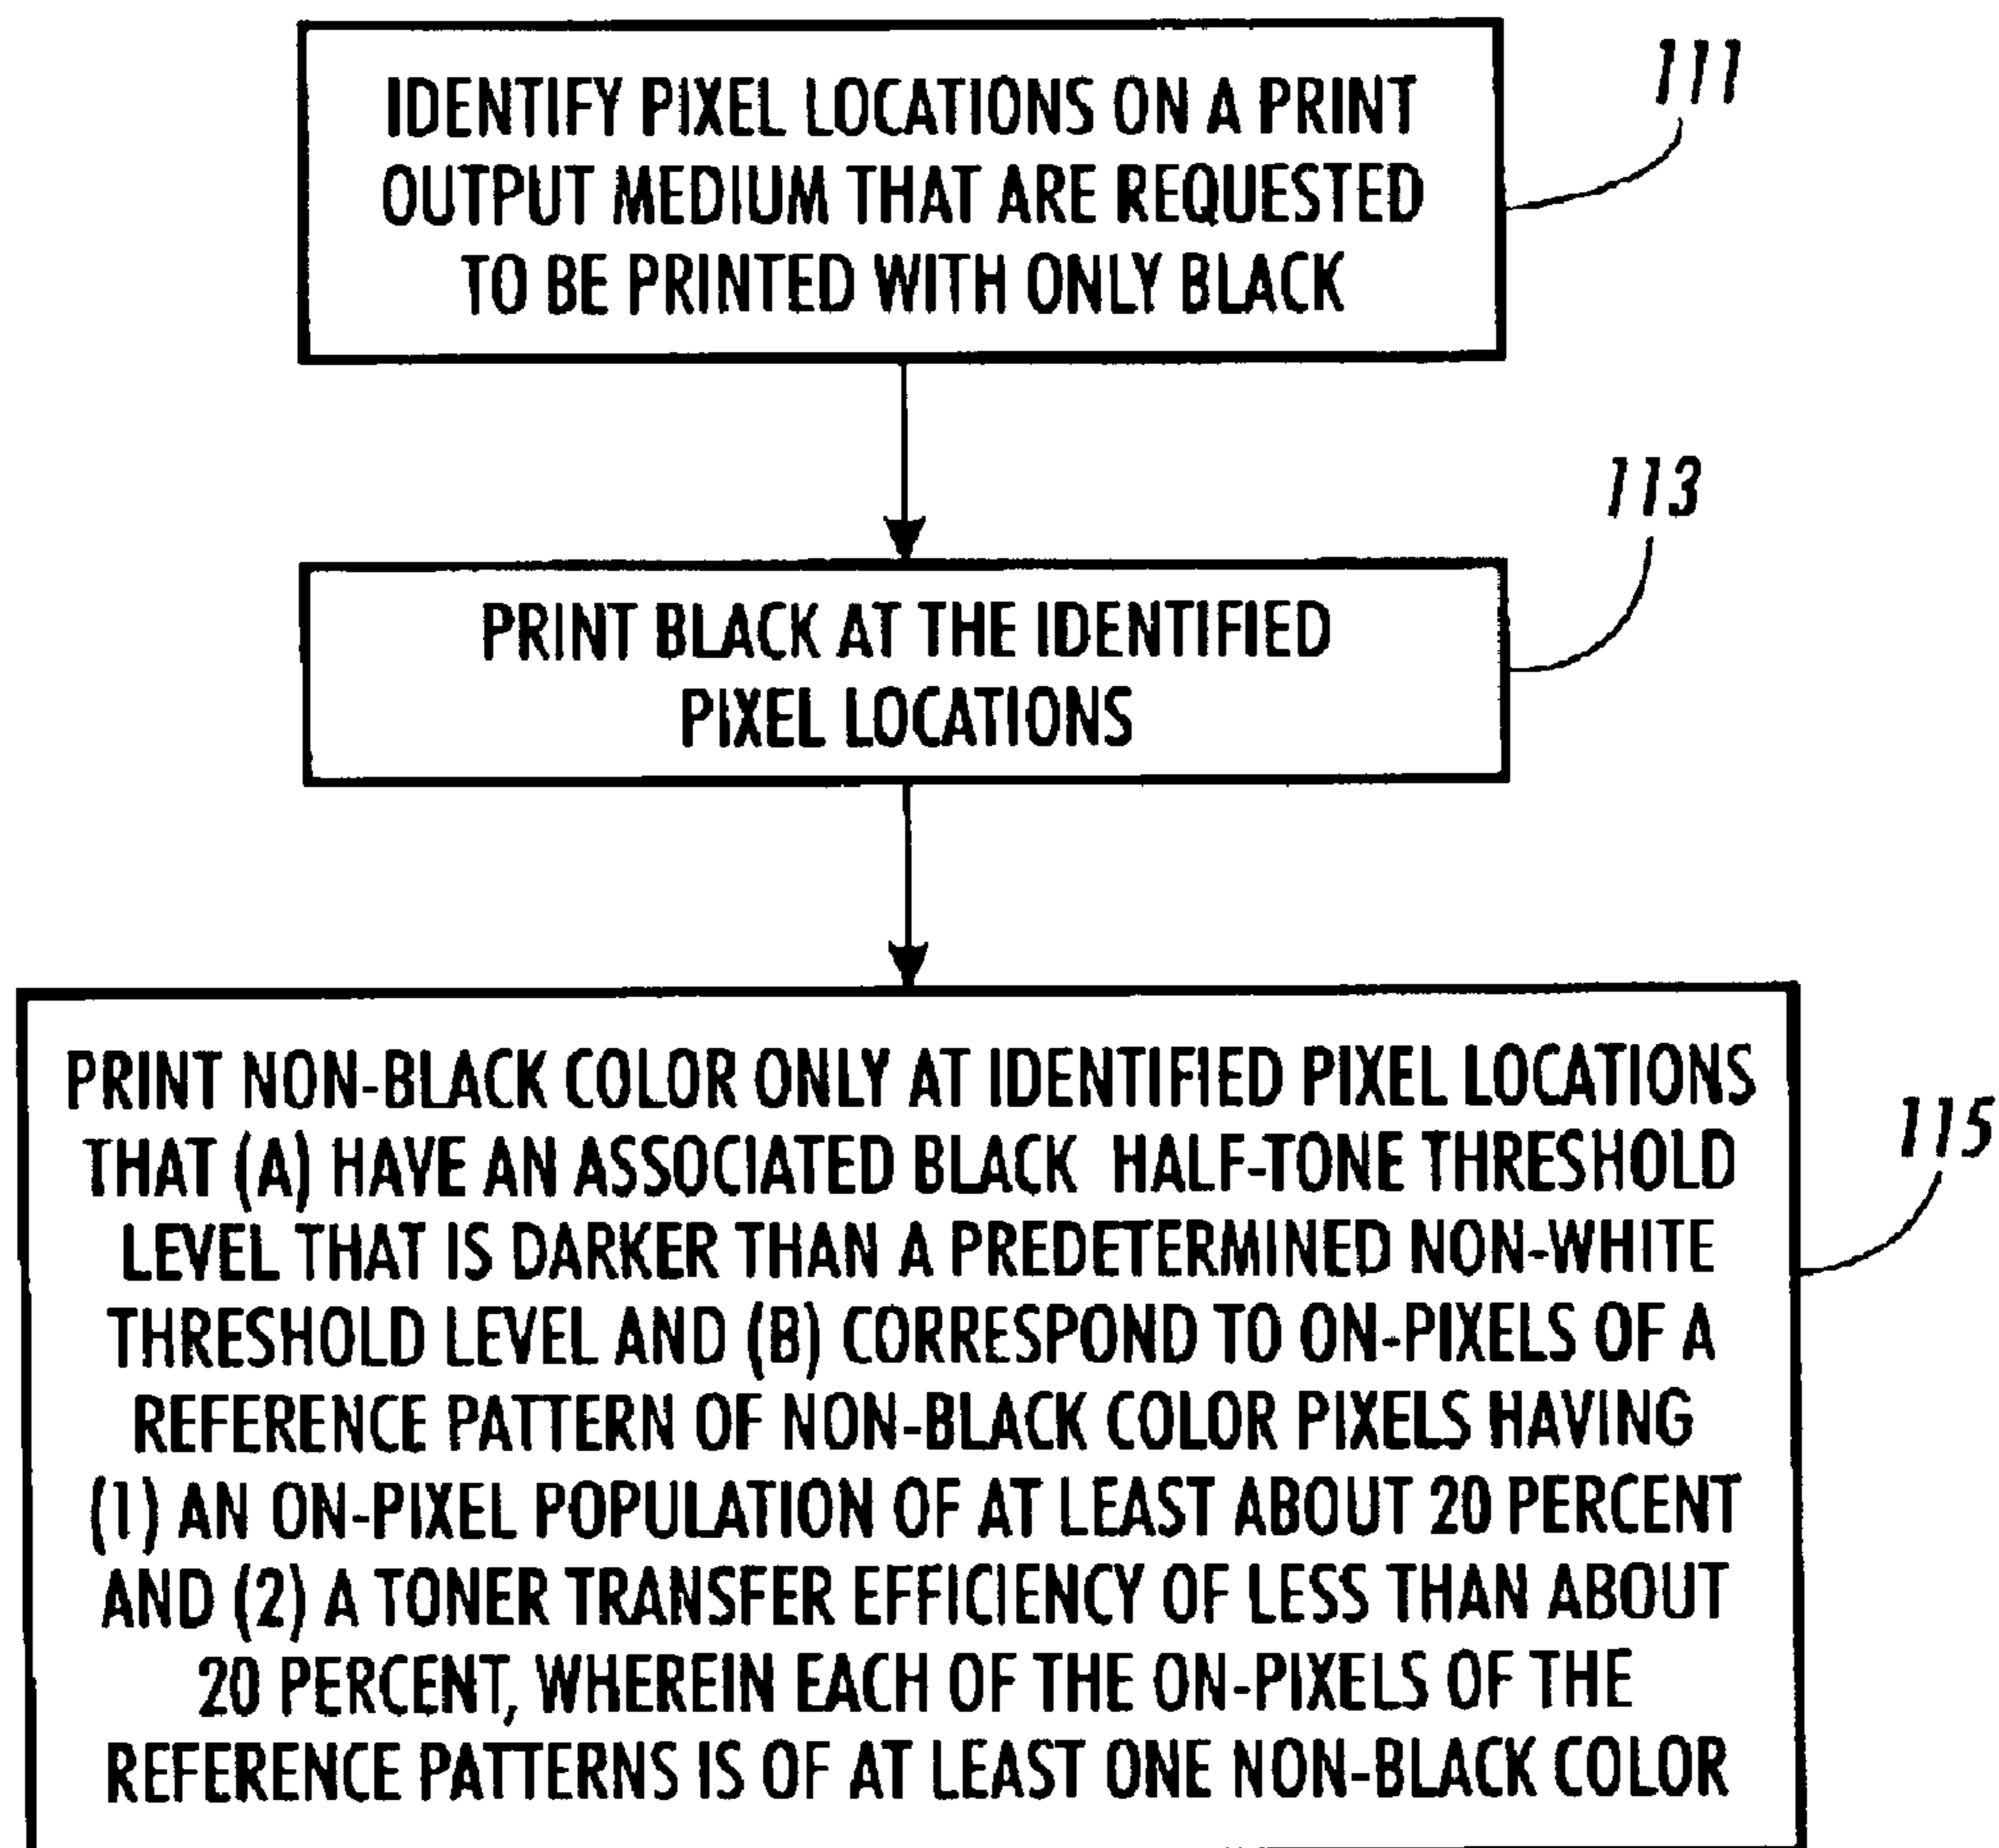 IDENTIFY PIXEL LOCATIONS ON A PRINT
OUTPUT MEDIUM THAT ARE REQUESTED
TO BE PRINTED WITH ONLY BLACK
111
PRINT BLACK AT THE IDENTIFIED
PIXEL LOCATIONS
113
PRINT NON-BLACK COLOR ONLY AT IDENTIFIED PIXEL LOCATIONS
THAT (A) HAVE AN ASSOCIATED BLACK HALF-TONE THRESHOLD
LEVEL THAT IS DARKER THAN A PREDETERMINED NON-WHITE
THRESHOLD LEVEL AND (B) CORRESPOND TO ON-PIXELS OF A
REFERENCE PATTERN OF NON-BLACK COLOR PIXELS HAVING
(1) AN ON-PIXEL POPULATION OF AT LEAST ABOUT 20 PERCENT
AND (2) A TONER TRANSFER EFFICIENCY OF LESS THAN ABOUT
20 PERCENT, WHEREIN EACH OF THE ON-PIXELS OF THE
REFERENCE PATTERNS IS OF AT LEAST ONE NON-BLACK COLOR
115